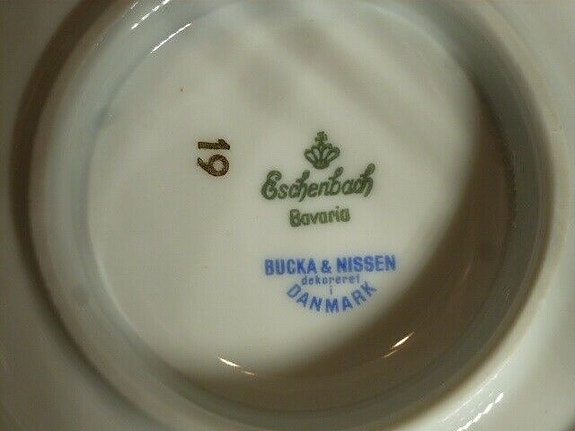 19
Eschenbach
Bavaria
BUCKA & NISSEN
dekoreret
i
DANMARK